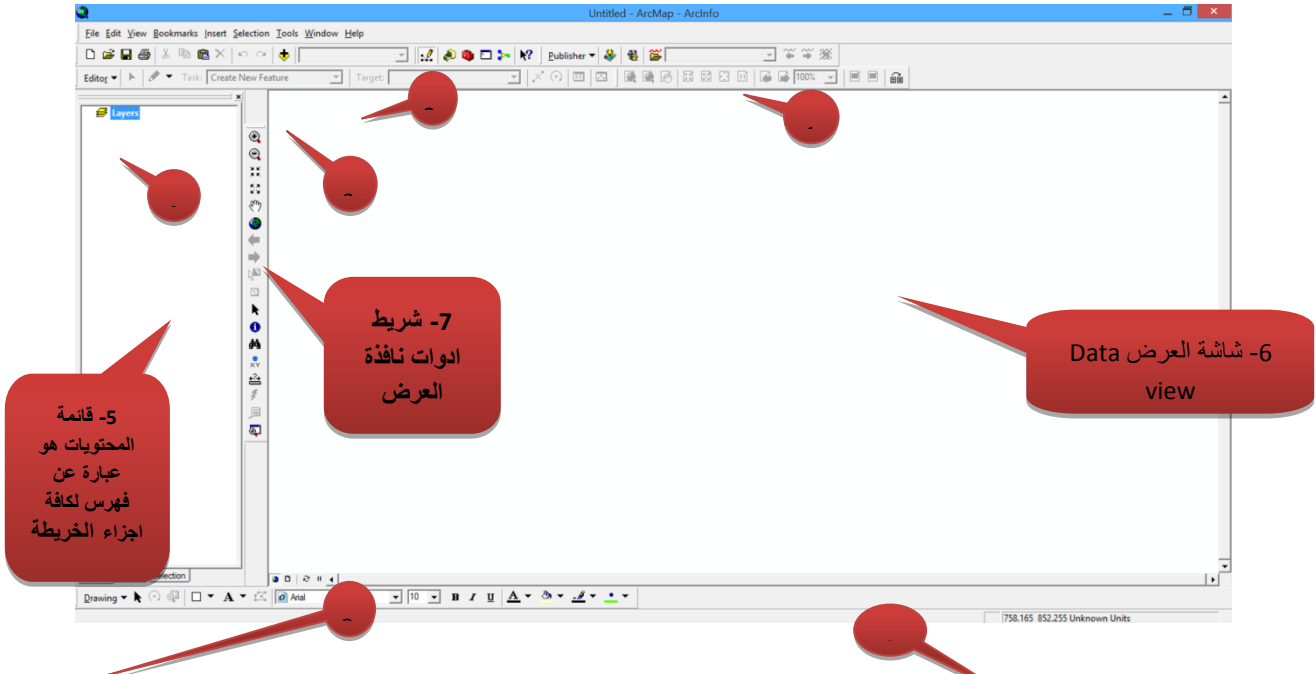 Untitled - ArcMap - ArcInfo
File Edit View Bookmarks Insert Selection Tools Window Help
Publisher
Editor Task: Create New Feature Target: 100%
Layers
7- شريط
ادوات نافذة
العرض
6- شاشة العرض Data
view
5- قائمة
المحتويات هو
عبارة عن
فهرس لكافة
اجزاء الخريطة
Drawing A Arial 10 B I U A
758.165 852.255 Unknown Units